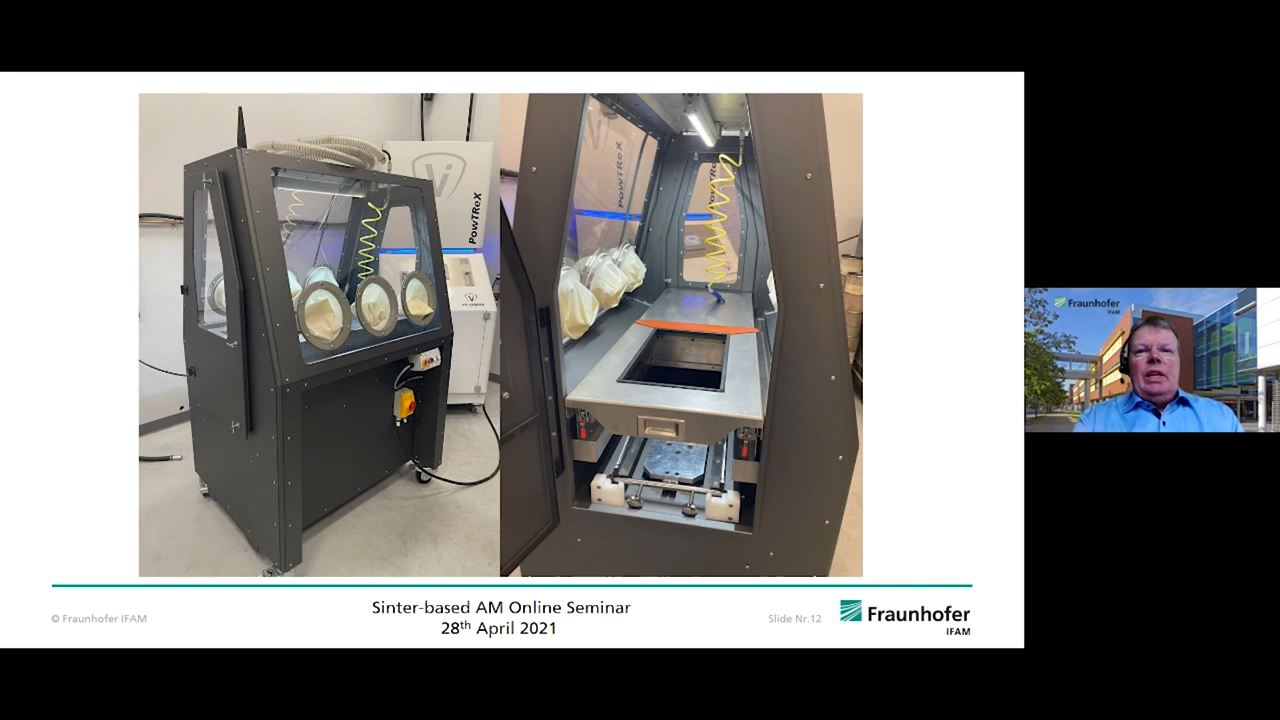 Vi
PowTReX
PowTReX
PowTReX
Fraunhofer
IFAM
Sinter-based AM Online Seminar
28th April 2021
© Fraunhofer IFAM
Slide Nr.12
Fraunhofer
IFAM